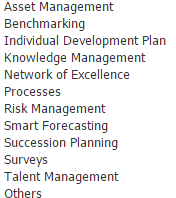 Asset Management
Benchmarking
Individual Development Plan
Knowledge Management
Network of Excellence
Processes
Risk Management
Smart Forecasting
Succession Planning
Surveys
Talent Management
Others